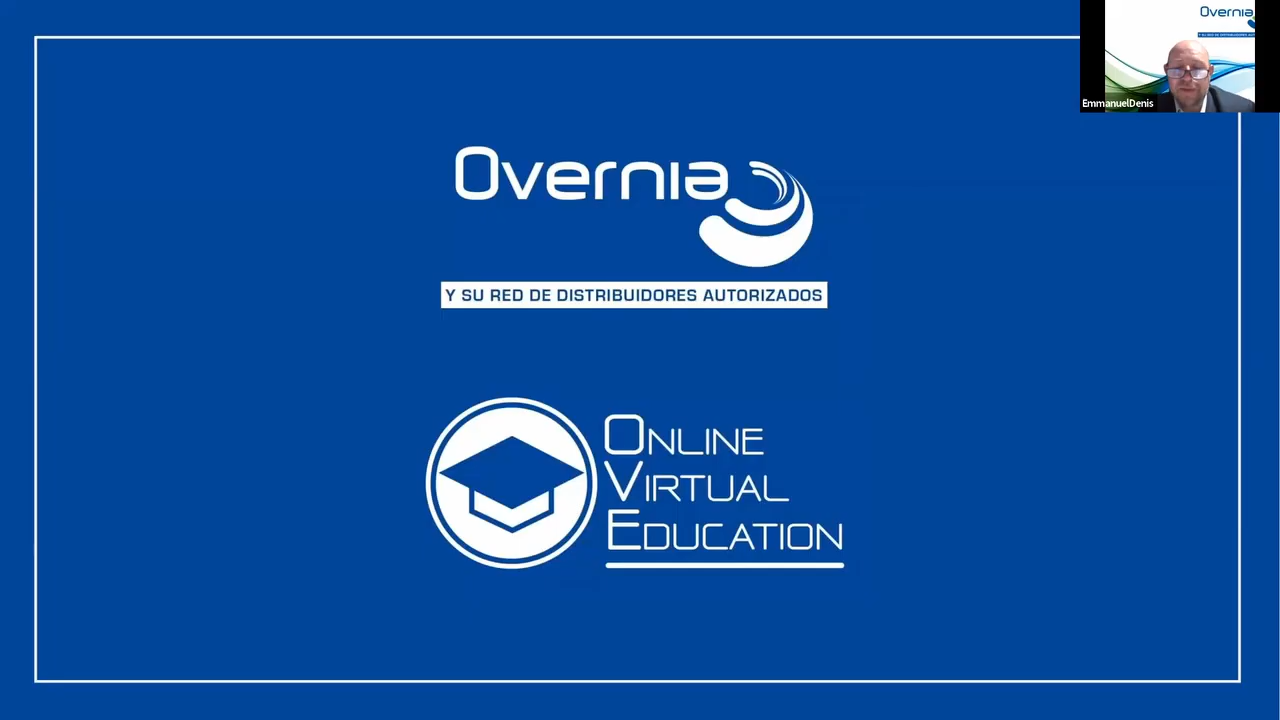 Overnia
Y SU RED DE DISTRIBUIDORES AUTORIZADOS
ONLINE
VIRTUAL
EDUCATION
Overnia
EmmanuelDenis